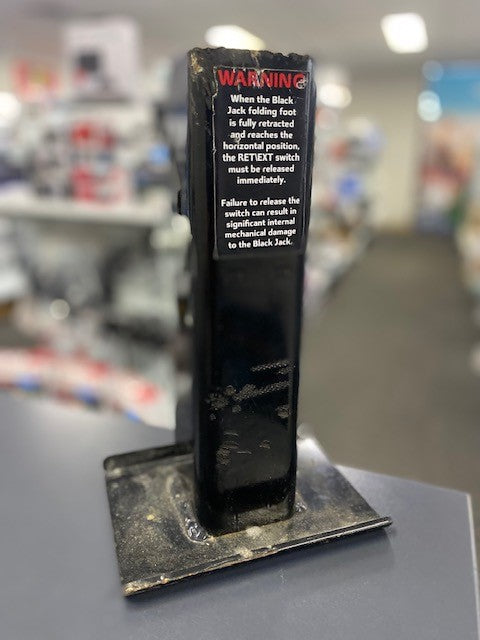 WARNING
When the Black
Jack folding foot
is fully retracted
and reaches the
horizontal position,
the RET\EXT switch
must be released
immediately.
Failure to release the
switch can result in
significant internal
mechanical damage
to the Black Jack.